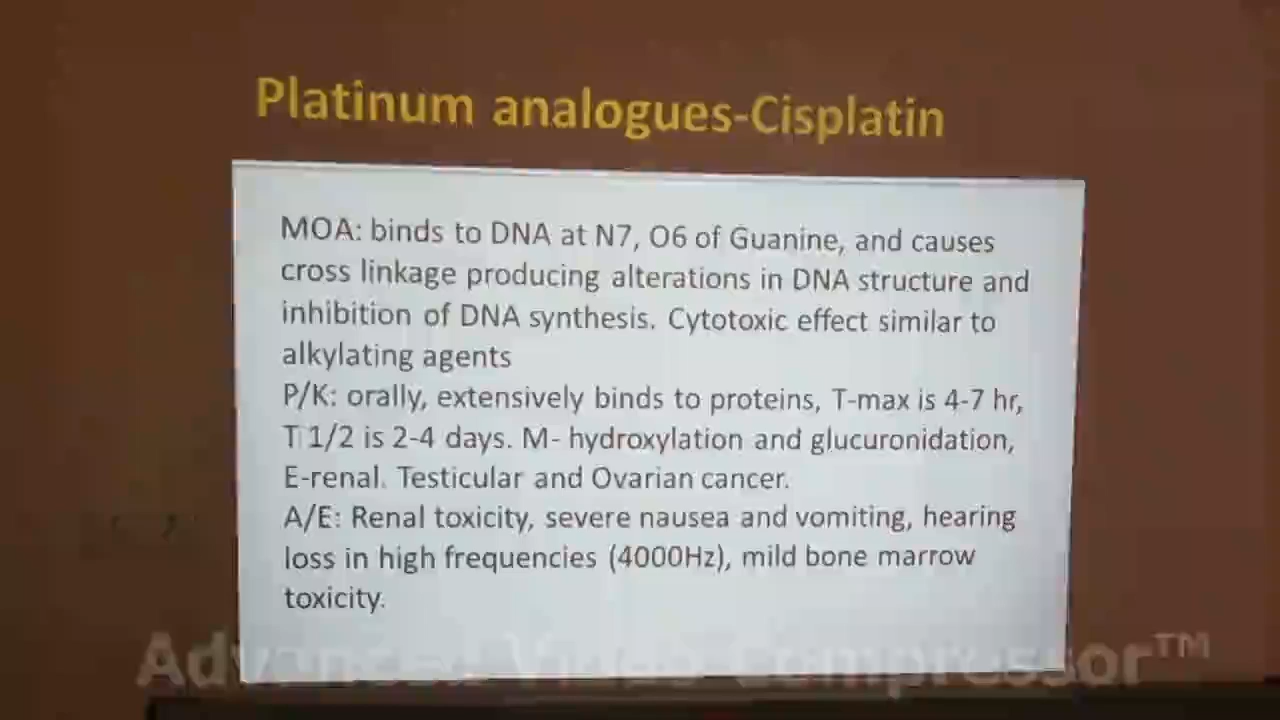 Platinum analogues-Cisplatin
MOA: binds to DNA at N7, O6 of Guanine, and causes
cross linkage producing alterations in DNA structure and
inhibition of DNA synthesis. Cytotoxic effect similar to
alkylating agents
P/K: orally, extensively binds to proteins, T-max is 4-7 hr,
T 1/2 is 2-4 days. M- hydroxylation and glucuronidation,
E-renal. Testicular and Ovarian cancer.
A/E: Renal toxicity, severe nausea and vomiting, hearing
loss in high frequencies (4000Hz), mild bone marrow
toxicity.
Advanced Video Compressor™